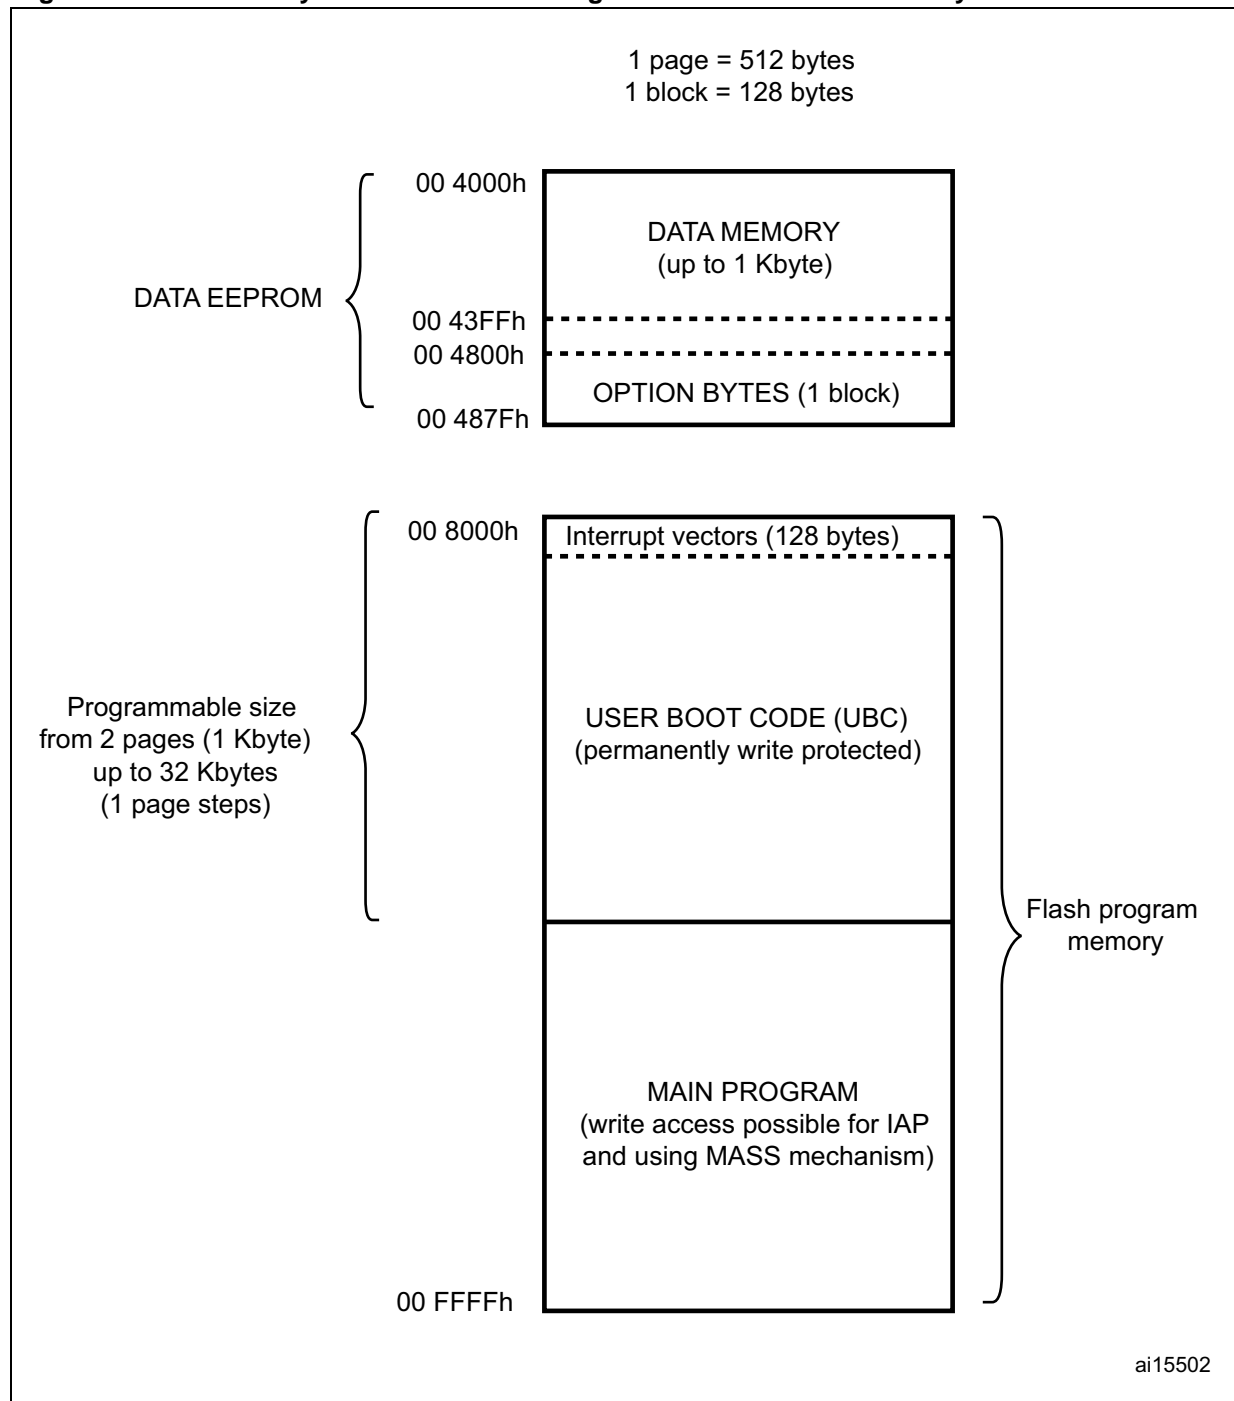 1 page = 512 bytes
1 block = 128 bytes
00 4000h
DATA MEMORY
(up to 1 Kbyte)
DATA EEPROM
00 43FFh
00 4800h
OPTION BYTES (1 block)
00 487Fh
00 8000h
Interrupt vectors (128 bytes)
Programmable size
from 2 pages (1 Kbyte)
up to 32 Kbytes
(1 page steps)
USER BOOT CODE (UBC)
(permanently write protected)
Flash program
memory
MAIN PROGRAM
(write access possible for IAP
and using MASS mechanism)
00 FFFFh
ai15502